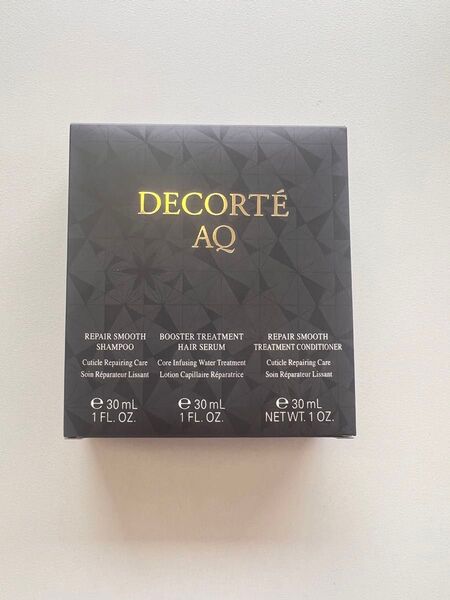 DECORTÉ
AQ
REPAIR SMOOTH
SHAMPOO
Cuticle Repairing Care
Soin Réparateur Lissant
℮ 30 mL
1 FL. OZ.
BOOSTER TREATMENT
HAIR SERUM
Core Infusing Water Treatment
Lotion Capillaire Réparatrice
℮ 30 mL
1 FL. OZ.
REPAIR SMOOTH
TREATMENT CONDITIONER
Cuticle Repairing Care
Soin Réparateur Lissant
℮ 30 mL
NET WT. 1 OZ.